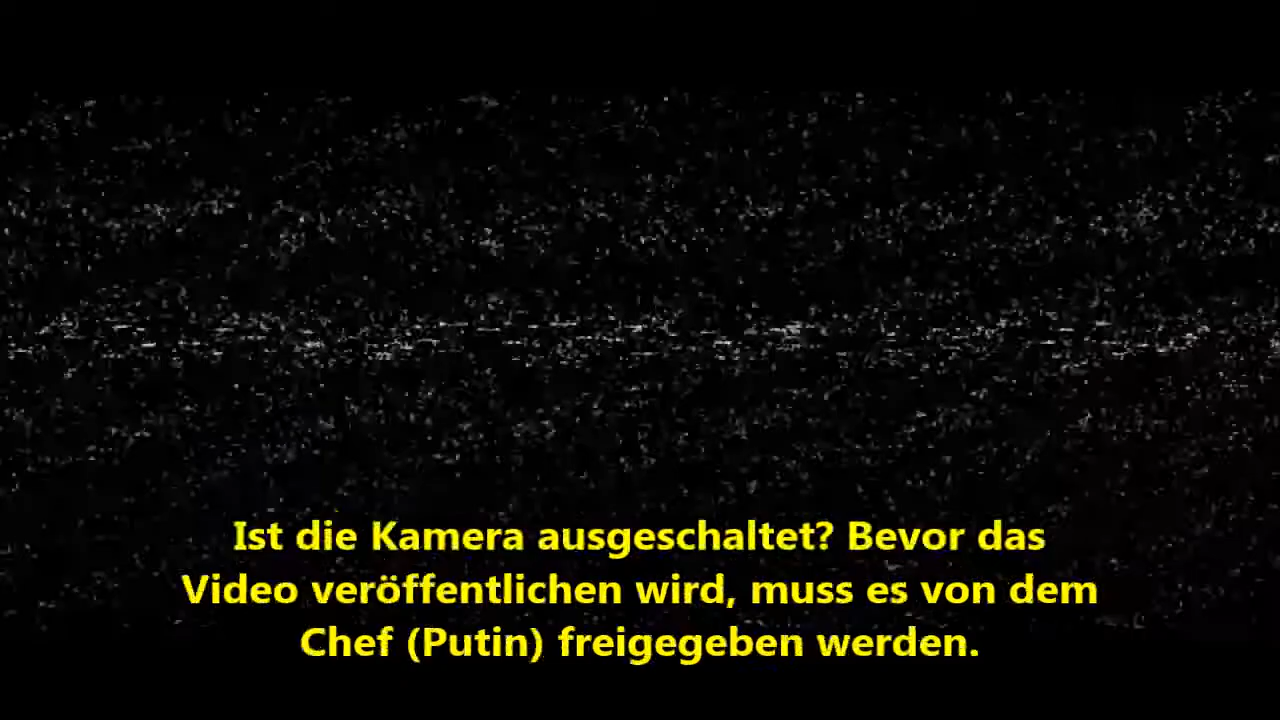 Ist die Kamera ausgeschaltet? Bevor das
Video veröffentlichen wird, muss es von dem
Chef (Putin) freigegeben werden.